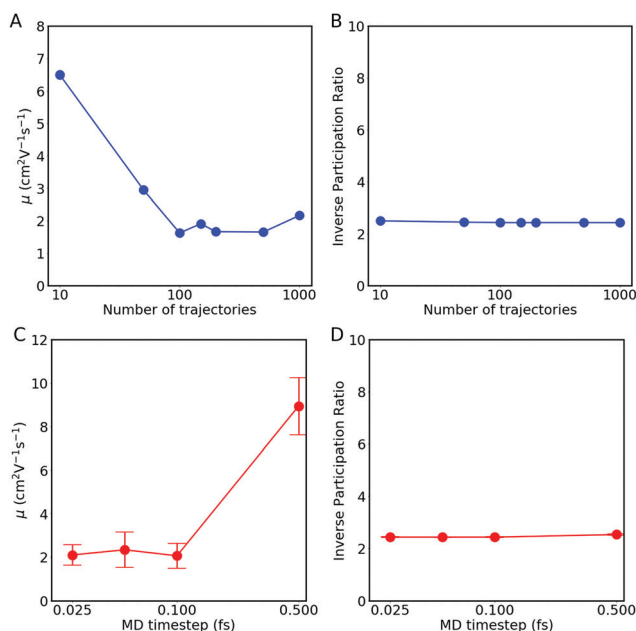 A
8
7
6
5
4
3
2
1
0
μ (cm²V⁻¹s⁻¹)
10 100 1000
Number of trajectories
B
10
8
6
4
2
0
Inverse Participation Ratio
10 100 1000
Number of trajectories
C
12
10
8
6
4
2
0
μ (cm²V⁻¹s⁻¹)
0.025 0.100 0.500
MD timestep (fs)
D
10
8
6
4
2
0
Inverse Participation Ratio
0.025 0.100 0.500
MD timestep (fs)